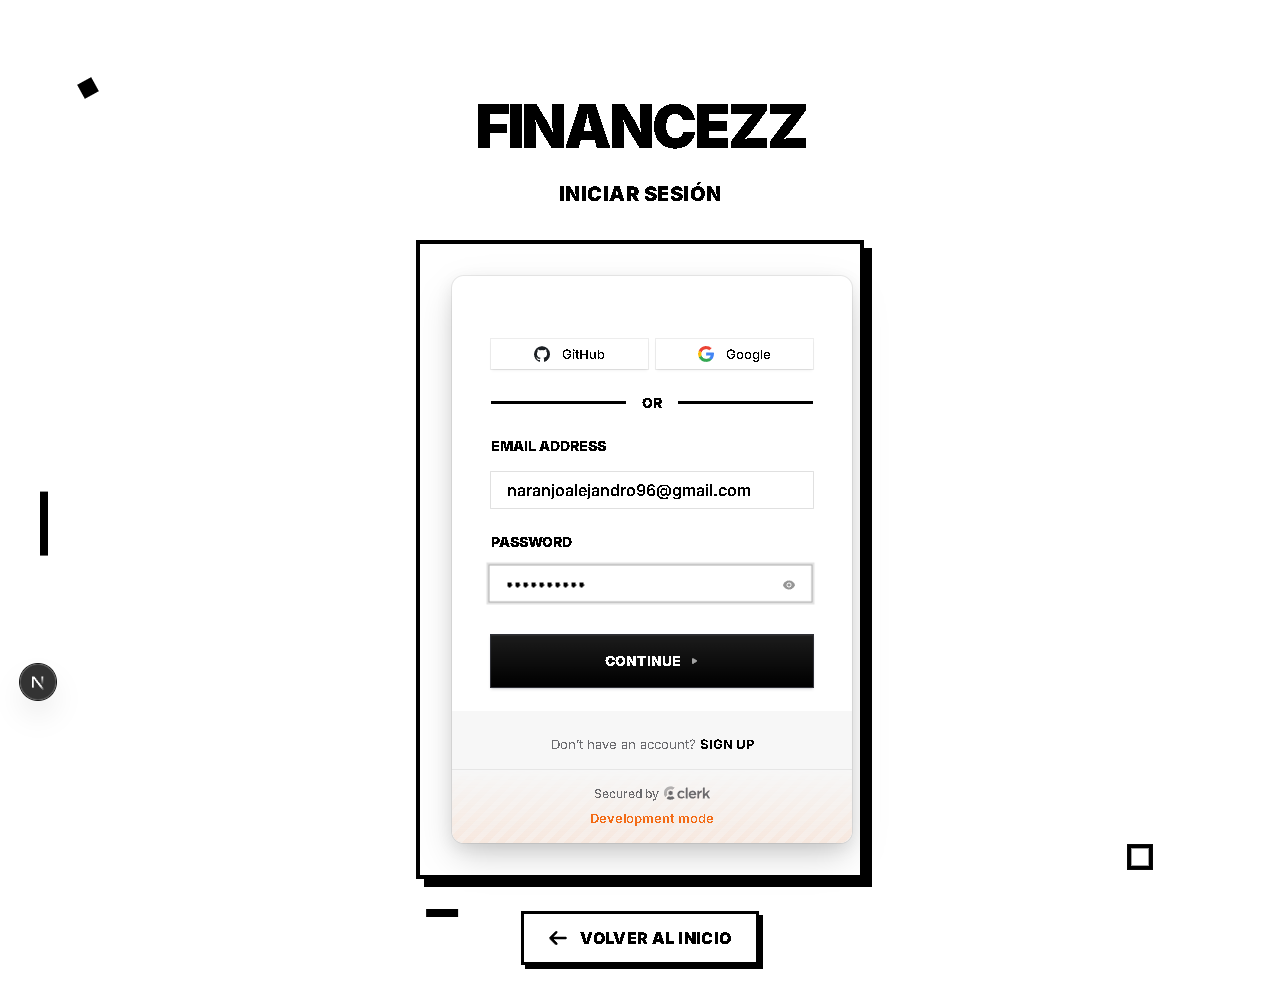 FINANCEZZ
INICIAR SESIÓN
GitHub
Google
OR
EMAIL ADDRESS
naranjoalejandro96@gmail.com
PASSWORD
••••••••••
CONTINUE
Don't have an account? SIGN UP
Secured by clerk
Development mode
N
VOLVER AL INICIO